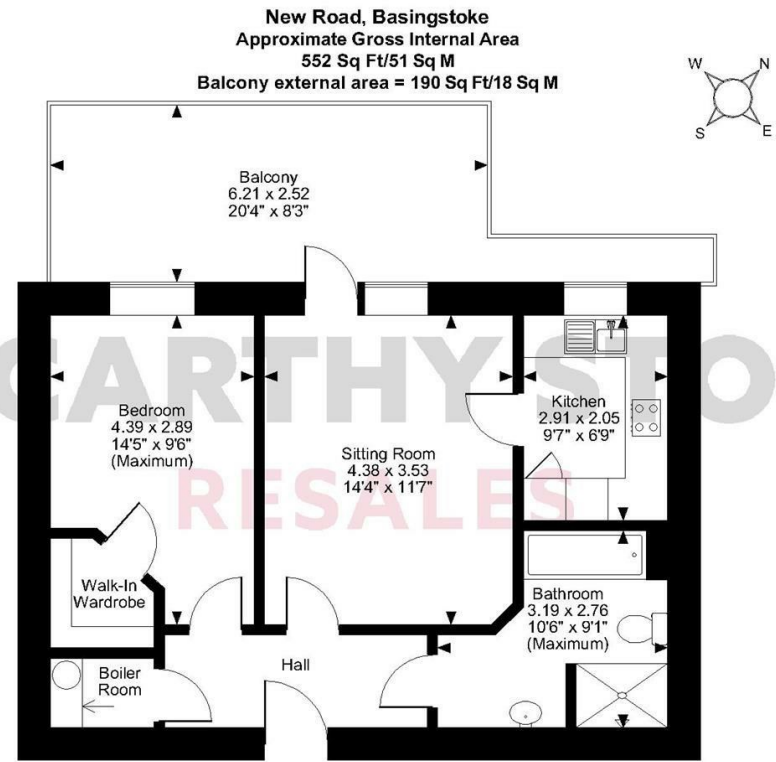 New Road, Basingstoke
Approximate Gross Internal Area
552 Sq Ft/51 Sq M
Balcony external area = 190 Sq Ft/18 Sq M
W N
S E
Balcony
6.21 x 2.52
20'4" x 8'3"
CARTHY STO
RESALES
Bedroom
4.39 x 2.89
14'5" x 9'6"
(Maximum)
Sitting Room
4.38 x 3.53
14'4" x 11'7"
Kitchen
2.91 x 2.05
9'7" x 6'9"
Walk-In
Wardrobe
Bathroom
3.19 x 2.76
10'6" x 9'1"
(Maximum)
Boiler
Room
Hall